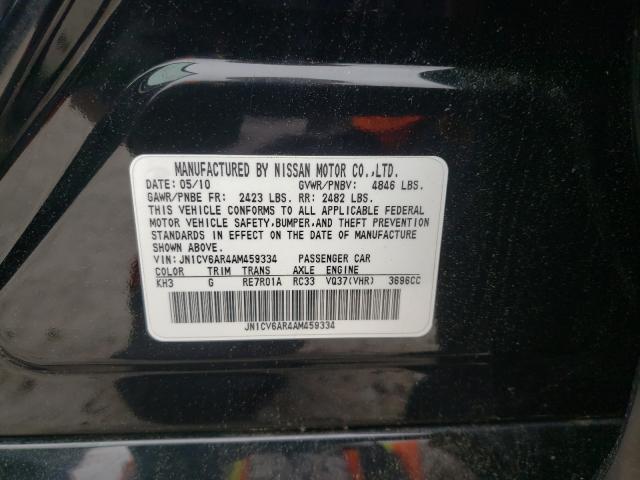 MANUFACTURED BY NISSAN MOTOR CO.,LTD.
DATE: 05/10 GVWR/PNBV: 4846 LBS.
GAWR/PNBE FR: 2423 LBS. RR: 2482 LBS.
THIS VEHICLE CONFORMS TO ALL APPLICABLE FEDERAL
MOTOR VEHICLE SAFETY,BUMPER,AND THEFT PREVENTION
STANDARDS IN EFFECT ON THE DATE OF MANUFACTURE
SHOWN ABOVE.
VIN: JN1CV6AR4AM459334 PASSENGER CAR
COLOR TRIM TRANS AXLE ENGINE
KH3 G RE7R01A RC33 VQ37(VHR) 3696CC
JN1CV6AR4AM459334